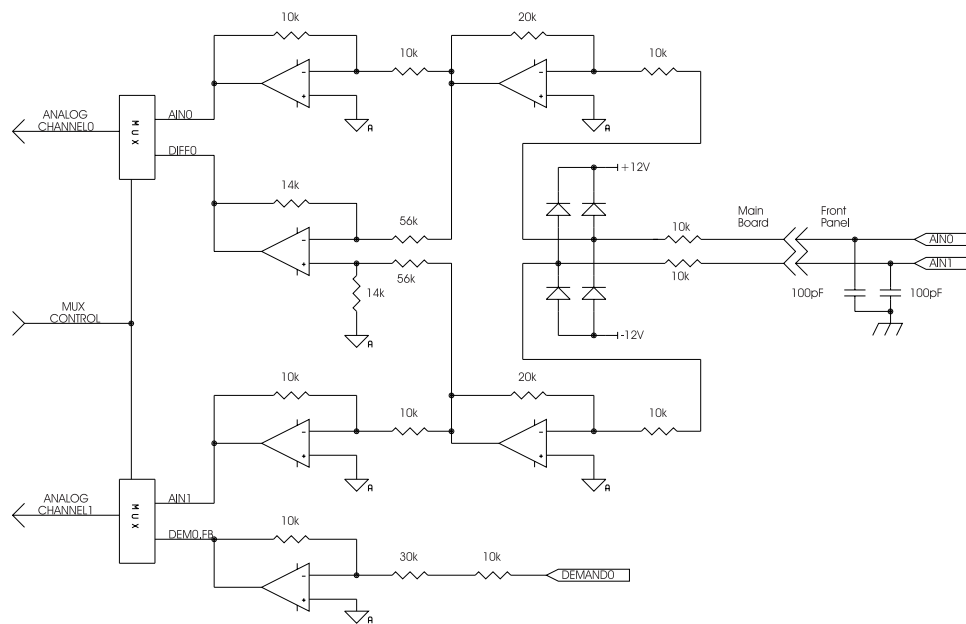 10k
20k
10k
10k
ANALOG
CHANNEL0
MUX
AIN0
DIFF0
-
+
A
-
+
A
+12V
14k
56k
Main
Board
Front
Panel
10k
AIN0
-
+
56k
10k
AIN1
14k
100pF
100pF
A
MUX
CONTROL
-12V
10k
20k
10k
10k
-
+
A
-
+
A
ANALOG
CHANNEL1
MUX
AIN1
DEM0.FB
10k
30k
10k
DEMAND0
-
+
A